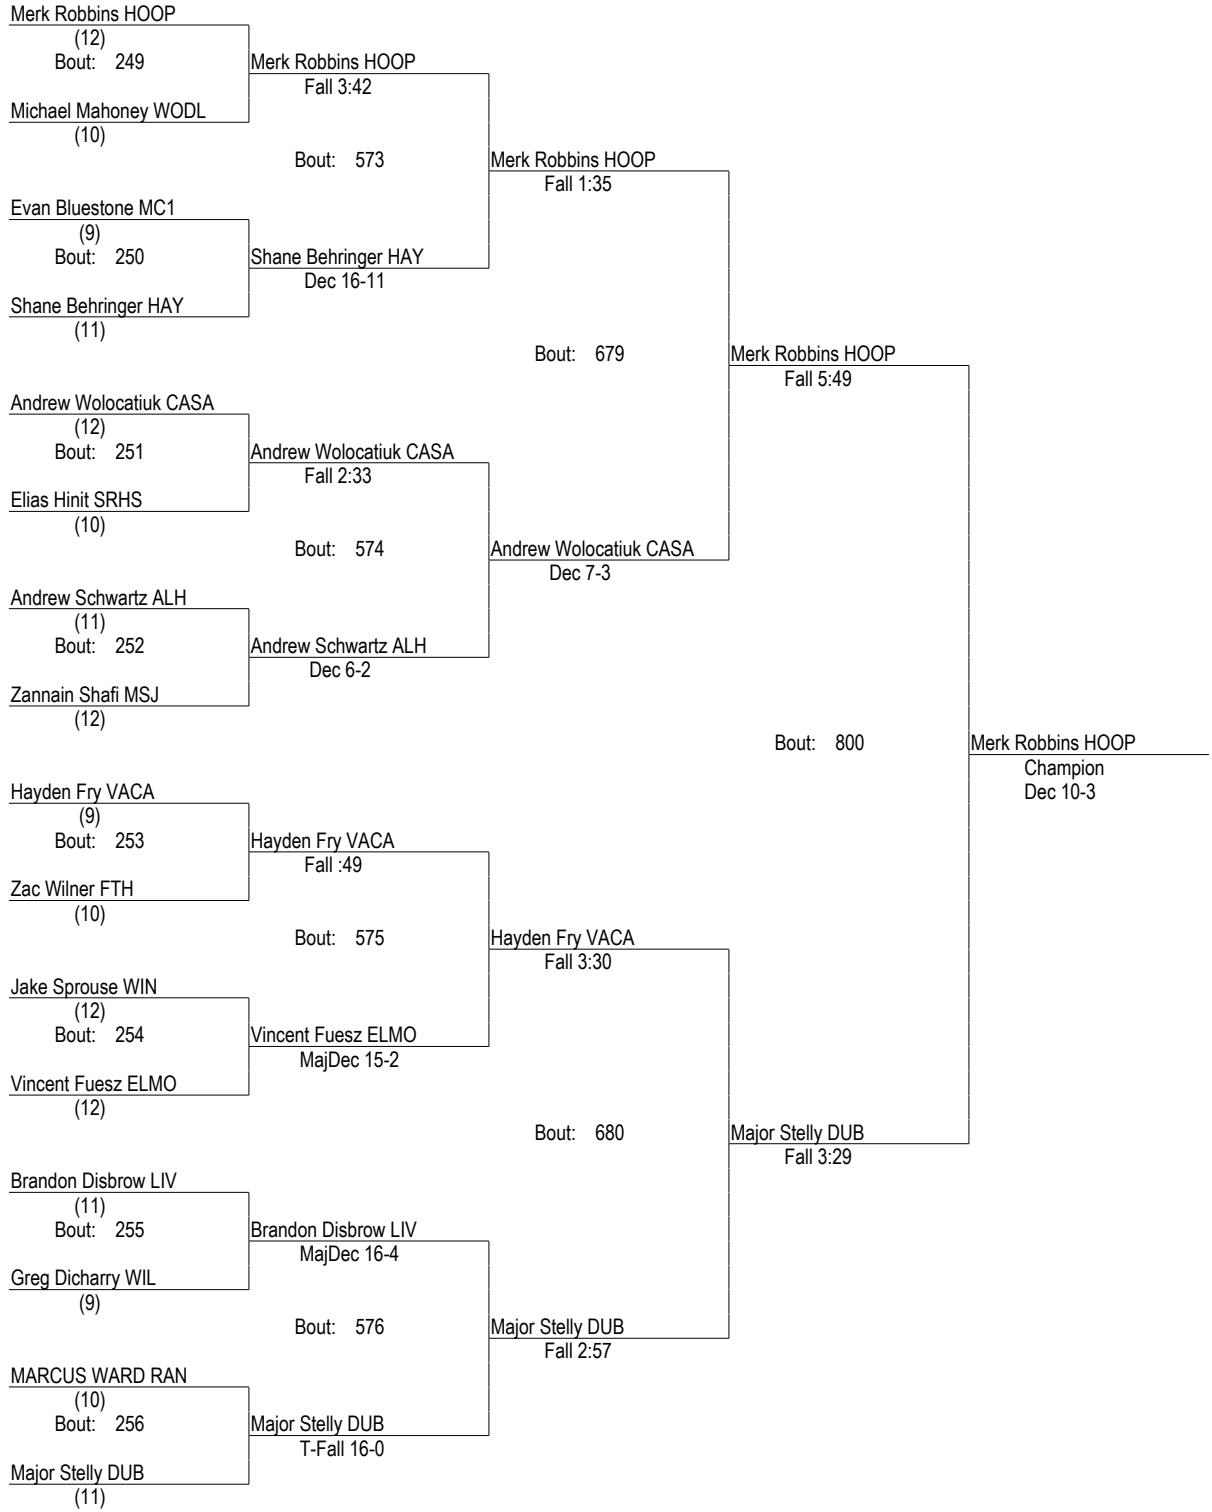 Merk Robbins HOOP
(12)
Bout: 249
Merk Robbins HOOP
Fall 3:42
Michael Mahoney WODL
(10)
Bout: 573
Merk Robbins HOOP
Fall 1:35
Evan Bluestone MC1
(9)
Bout: 250
Shane Behringer HAY
Dec 16-11
Shane Behringer HAY
(11)
Bout: 679
Merk Robbins HOOP
Fall 5:49
Andrew Wolocatiuk CASA
(12)
Bout: 251
Andrew Wolocatiuk CASA
Fall 2:33
Elias Hinit SRHS
(10)
Bout: 574
Andrew Wolocatiuk CASA
Dec 7-3
Andrew Schwartz ALH
(11)
Bout: 252
Andrew Schwartz ALH
Dec 6-2
Zannain Shafi MSJ
(12)
Bout: 800
Merk Robbins HOOP
Champion
Dec 10-3
Hayden Fry VACA
(9)
Bout: 253
Hayden Fry VACA
Fall :49
Zac Wilner FTH
(10)
Bout: 575
Hayden Fry VACA
Fall 3:30
Jake Sprouse WIN
(12)
Bout: 254
Vincent Fuesz ELMO
MajDec 15-2
Vincent Fuesz ELMO
(12)
Bout: 680
Major Stelly DUB
Fall 3:29
Brandon Disbrow LIV
(11)
Bout: 255
Brandon Disbrow LIV
MajDec 16-4
Greg Dicharry WIL
(9)
Bout: 576
Major Stelly DUB
Fall 2:57
MARCUS WARD RAN
(10)
Bout: 256
Major Stelly DUB
T-Fall 16-0
Major Stelly DUB
(11)